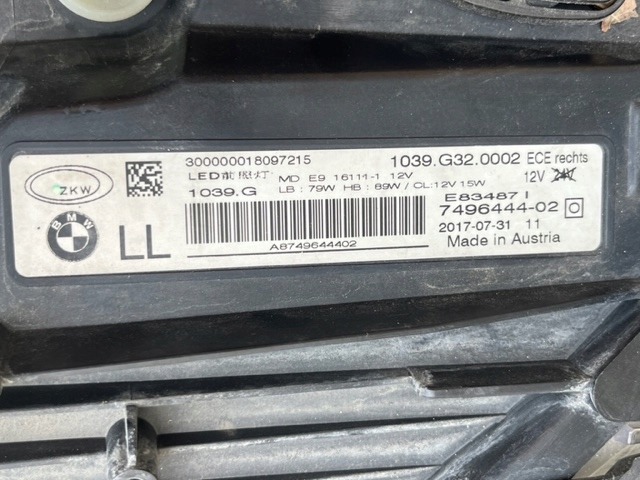 300000018097215
1039.G32.0002 ECE rechts
ZKW
LED前照灯 MD E9 16111-1 12V
12V 24V
1039.G
LB : 79W HB : 89W / CL:12V 15W
E83487 I
BMW
7496444-02
LL
A8749644402
2017-07-31 11
Made in Austria